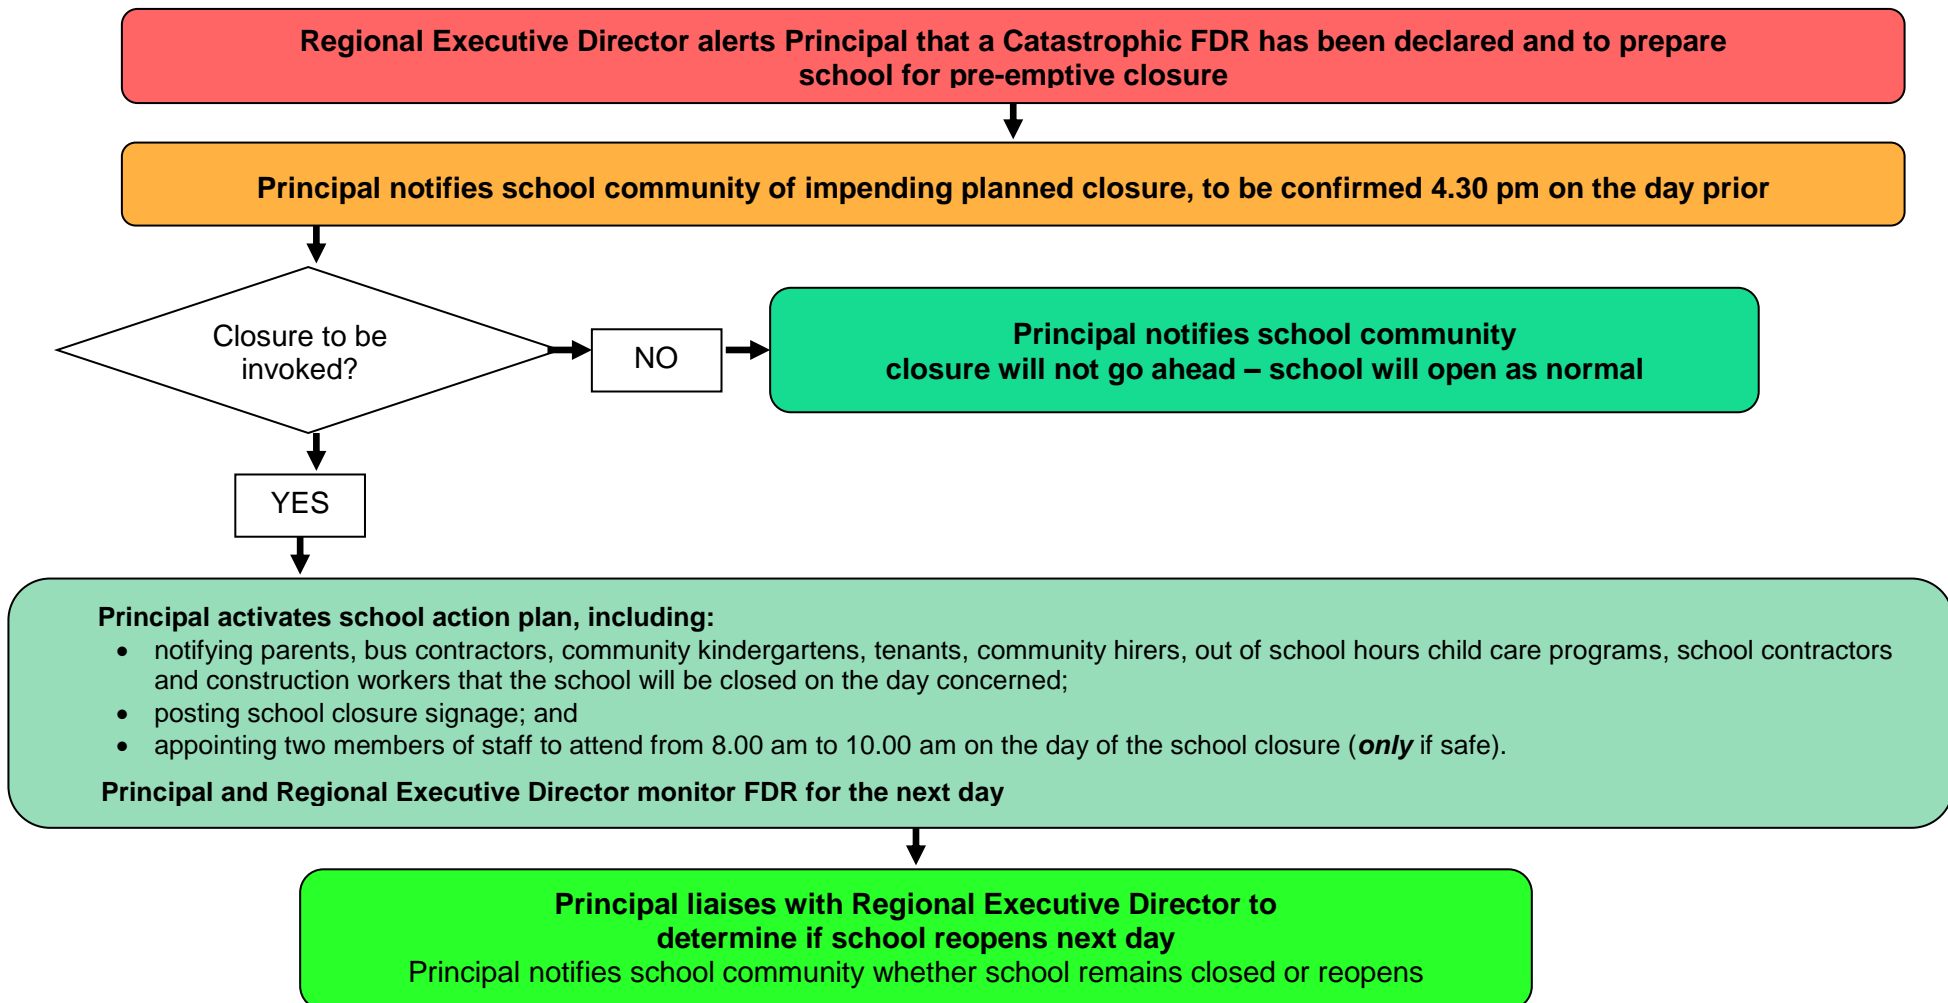 Regional Executive Director alerts Principal that a Catastrophic FDR has been declared and to prepare
school for pre-emptive closure
Principal notifies school community of impending planned closure, to be confirmed 4.30 pm on the day prior
Closure to be
invoked?
NO
Principal notifies school community
closure will not go ahead – school will open as normal
YES
Principal activates school action plan, including:
• notifying parents, bus contractors, community kindergartens, tenants, community hirers, out of school hours child care programs, school contractors
and construction workers that the school will be closed on the day concerned;
• posting school closure signage; and
• appointing two members of staff to attend from 8.00 am to 10.00 am on the day of the school closure (only if safe).
Principal and Regional Executive Director monitor FDR for the next day
Principal liaises with Regional Executive Director to
determine if school reopens next day
Principal notifies school community whether school remains closed or reopens